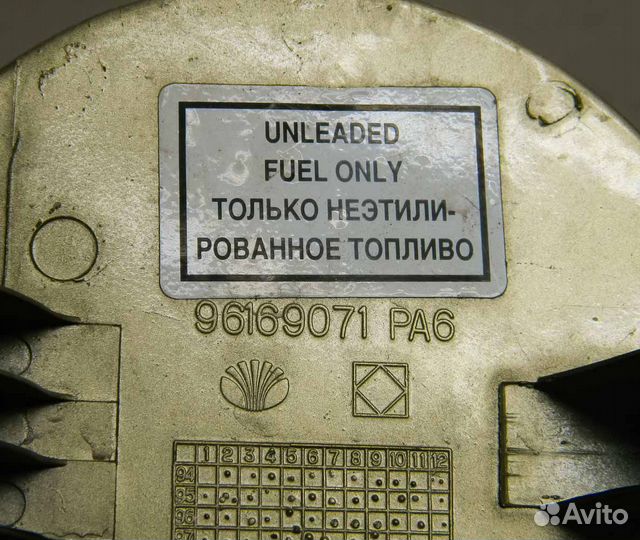 UNLEADED
FUEL ONLY
ТОЛЬКО НЕЭТИЛИ-
РОВАННОЕ ТОПЛИВО
96169071 PA6
1 2 3 4 5 6 7 8 9 10 11 12
94
95
96
97
Avito